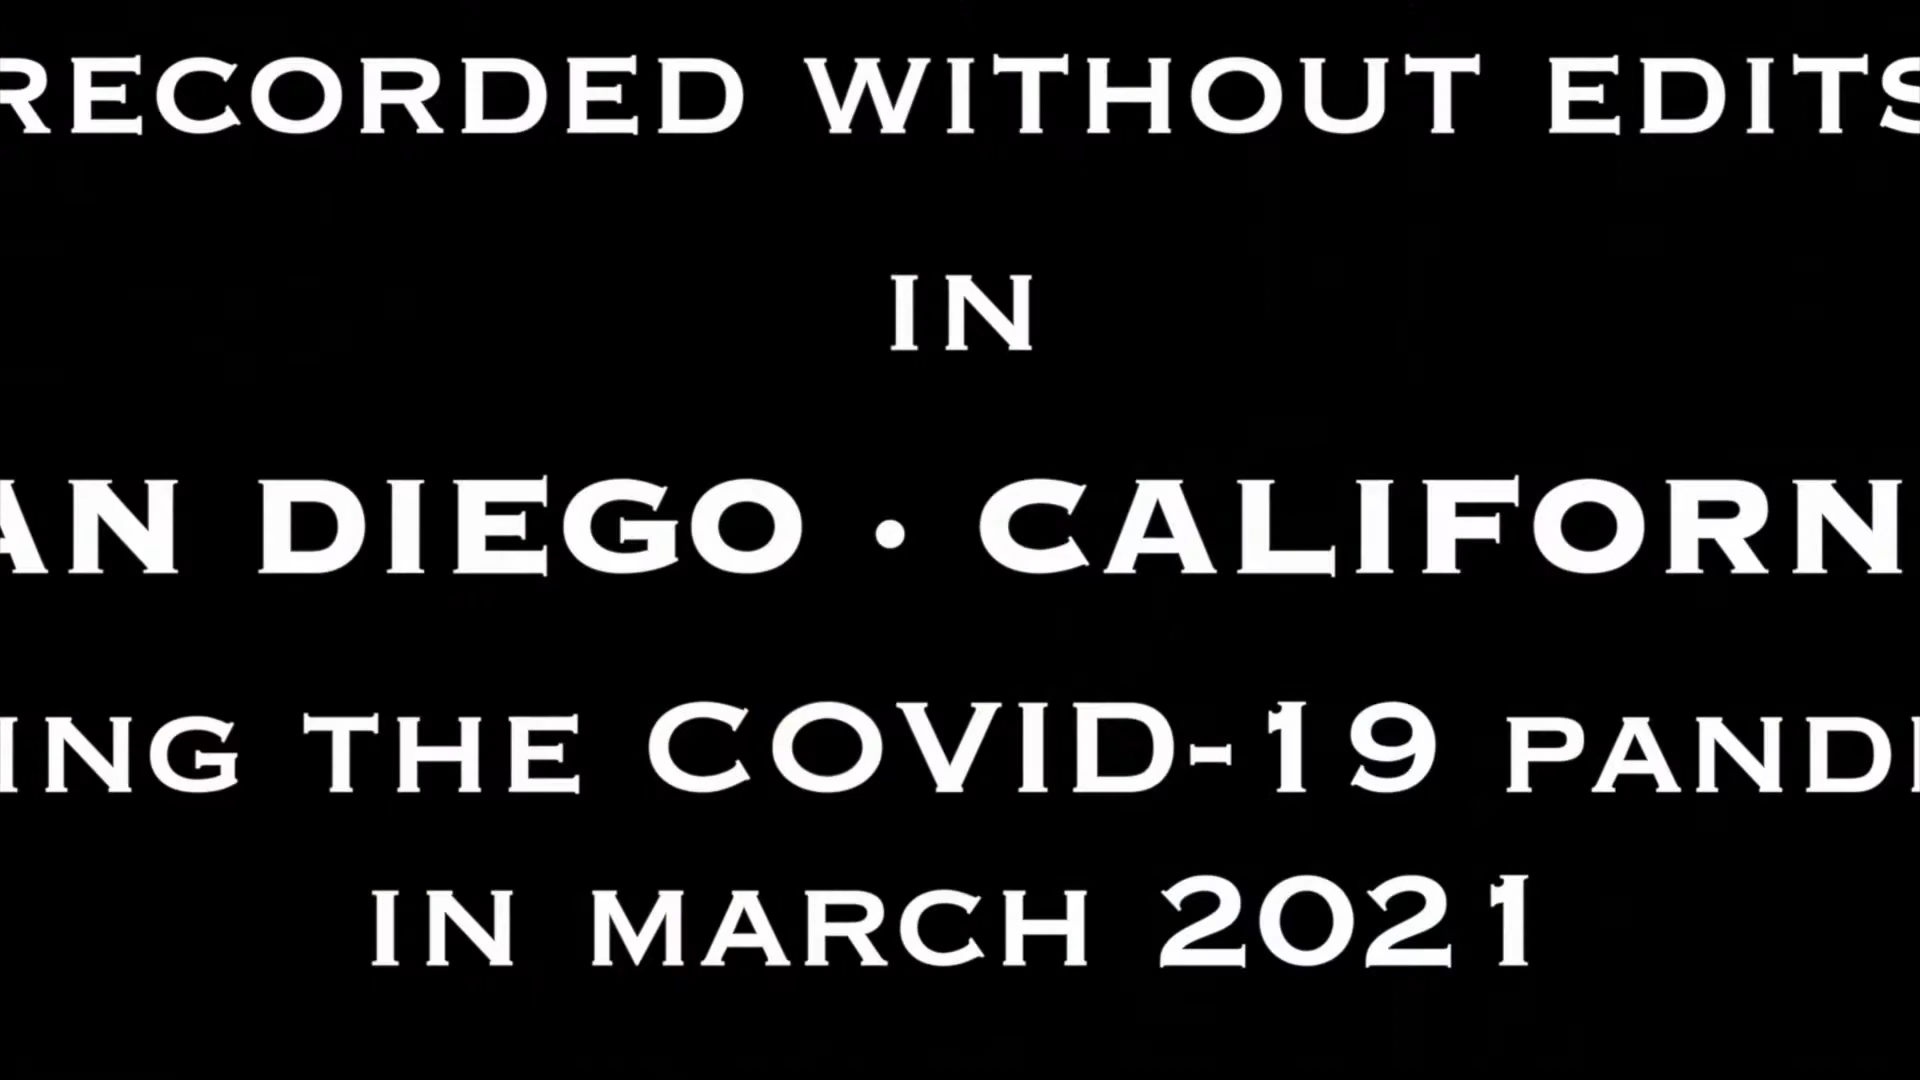 RECORDED WITHOUT EDITS
IN
AN DIEGO • CALIFORN
ING THE COVID-19 PAND
IN MARCH 2021